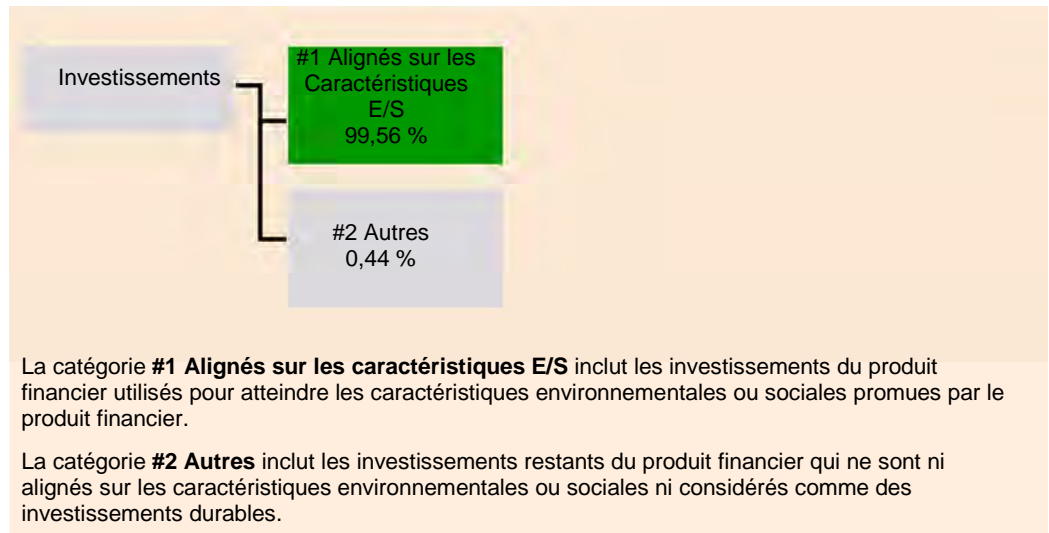 Investissements
#1 Alignés sur les
Caractéristiques
E/S
99,56 %
#2 Autres
0,44 %
La catégorie #1 Alignés sur les caractéristiques E/S inclut les investissements du produit
financier utilisés pour atteindre les caractéristiques environnementales ou sociales promues par le
produit financier.
La catégorie #2 Autres inclut les investissements restants du produit financier qui ne sont ni
alignés sur les caractéristiques environnementales ou sociales ni considérés comme des
investissements durables.